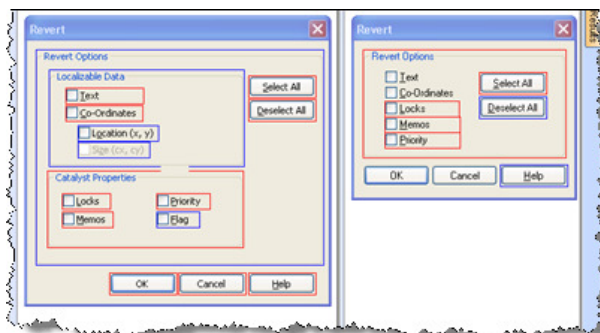 Revert
Revert Options
Localizable Data
Text
Co-Ordinates
Location (x, y)
Size (cx, cy)
Select All
Deselect All
Catalyst Properties
Locks
Priority
Memos
Flag
OK
Cancel
Help
Revert
Revert Options
Text
Co-Ordinates
Locks
Memos
Priority
Select All
Deselect All
OK
Cancel
Help